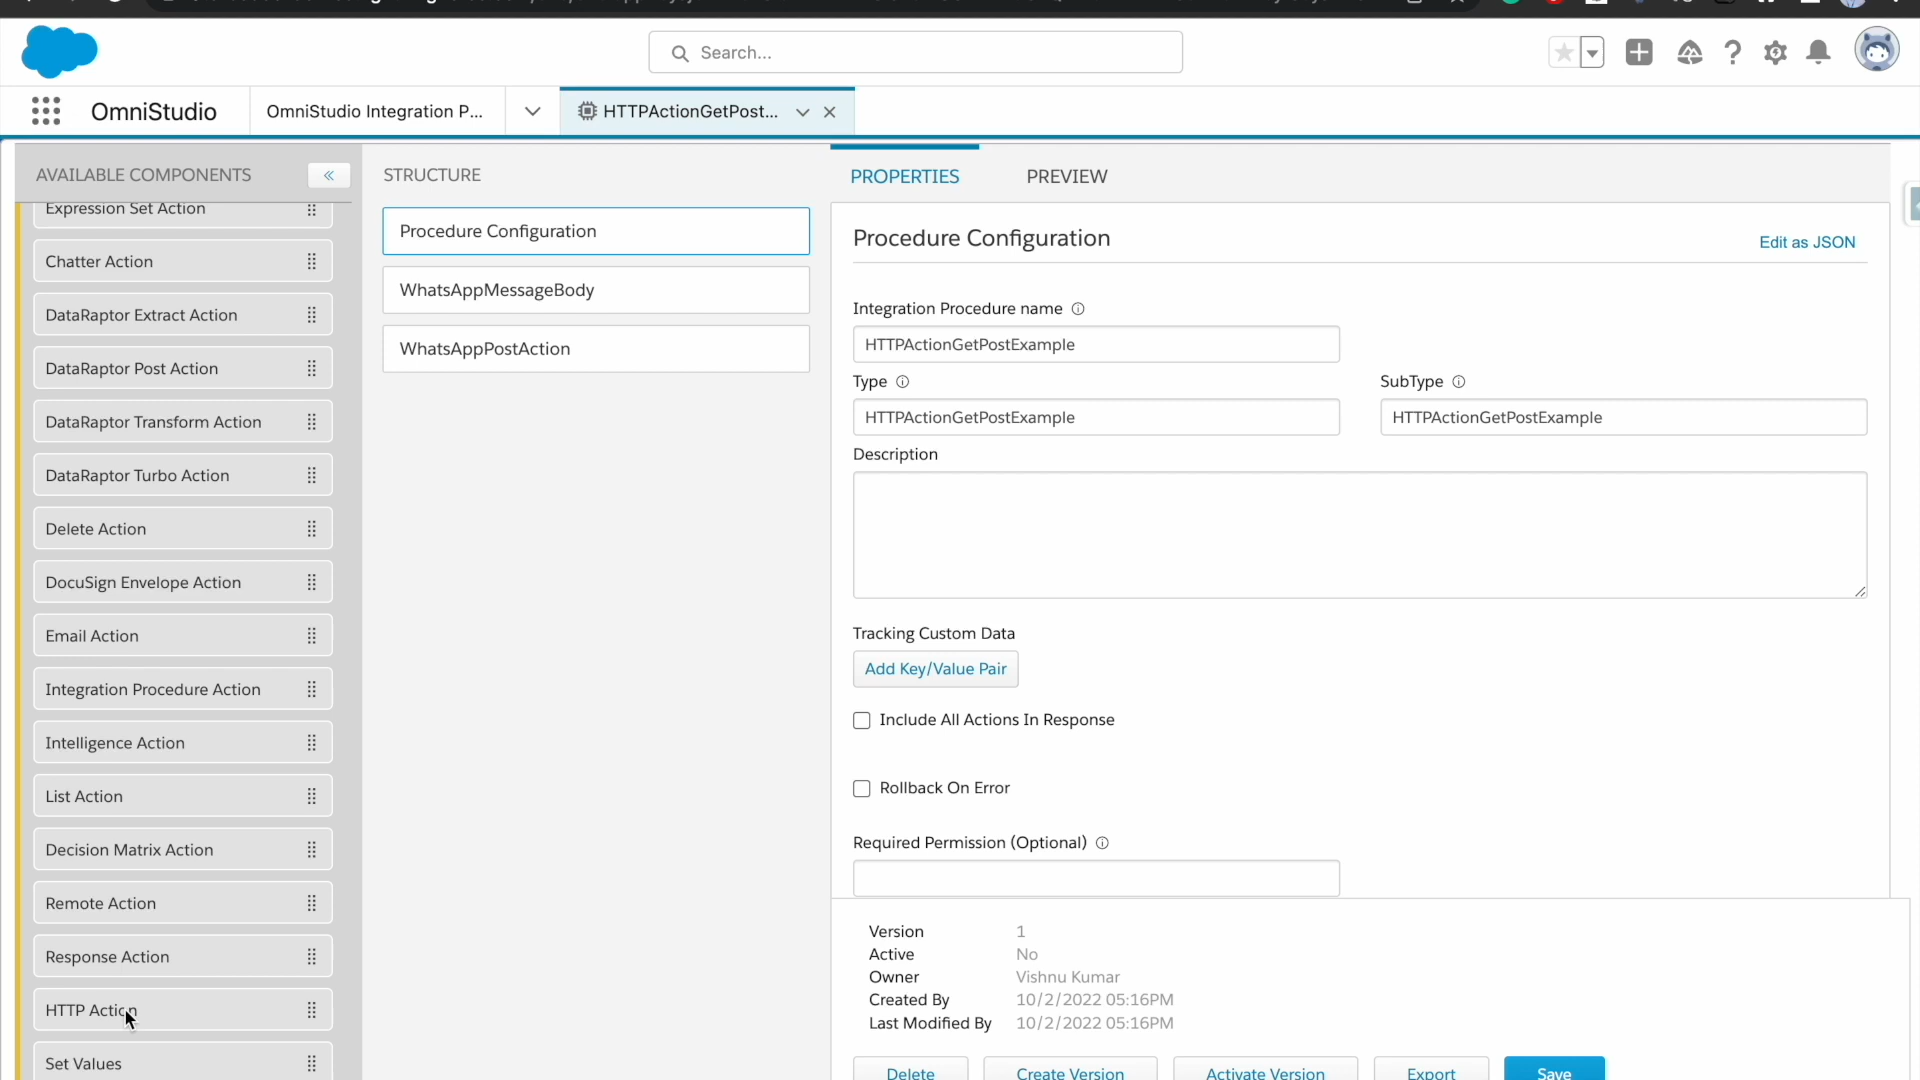 Search...
OmniStudio
OmniStudio Integration P...
HTTPActionGetPost...
AVAILABLE COMPONENTS
Expression Set Action
Chatter Action
DataRaptor Extract Action
DataRaptor Post Action
DataRaptor Transform Action
DataRaptor Turbo Action
Delete Action
DocuSign Envelope Action
Email Action
Integration Procedure Action
Intelligence Action
List Action
Decision Matrix Action
Remote Action
Response Action
HTTP Action
Set Values
STRUCTURE
Procedure Configuration
WhatsAppMessageBody
WhatsAppPostAction
PROPERTIES
PREVIEW
Procedure Configuration
Edit as JSON
Integration Procedure name
HTTPActionGetPostExample
Type
HTTPActionGetPostExample
SubType
HTTPActionGetPostExample
Description
Tracking Custom Data
Add Key/Value Pair
Include All Actions In Response
Rollback On Error
Required Permission (Optional)
Version 1
Active No
Owner Vishnu Kumar
Created By 10/2/2022 05:16PM
Last Modified By 10/2/2022 05:16PM
Delete
Create Version
Activate Version
Export
Save